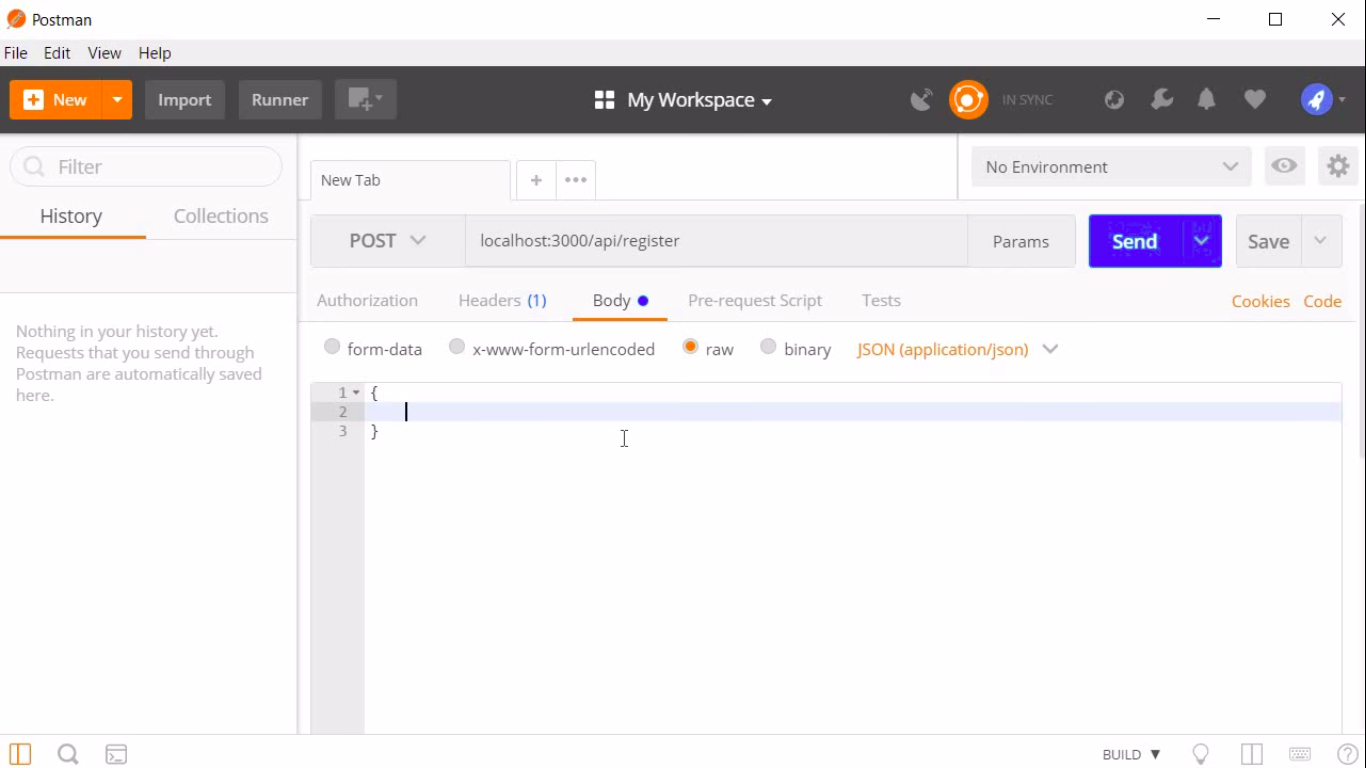 Postman
File Edit View Help
New Import Runner My Workspace IN SYNC
Filter
History Collections
Nothing in your history yet.
Requests that you send through
Postman are automatically saved
here.
New Tab + •••
No Environment
POST localhost:3000/api/register Params Send Save
Authorization Headers (1) Body Pre-request Script Tests Cookies Code
form-data x-www-form-urlencoded raw binary JSON (application/json)
1 {
2
3 }
BUILD ▼